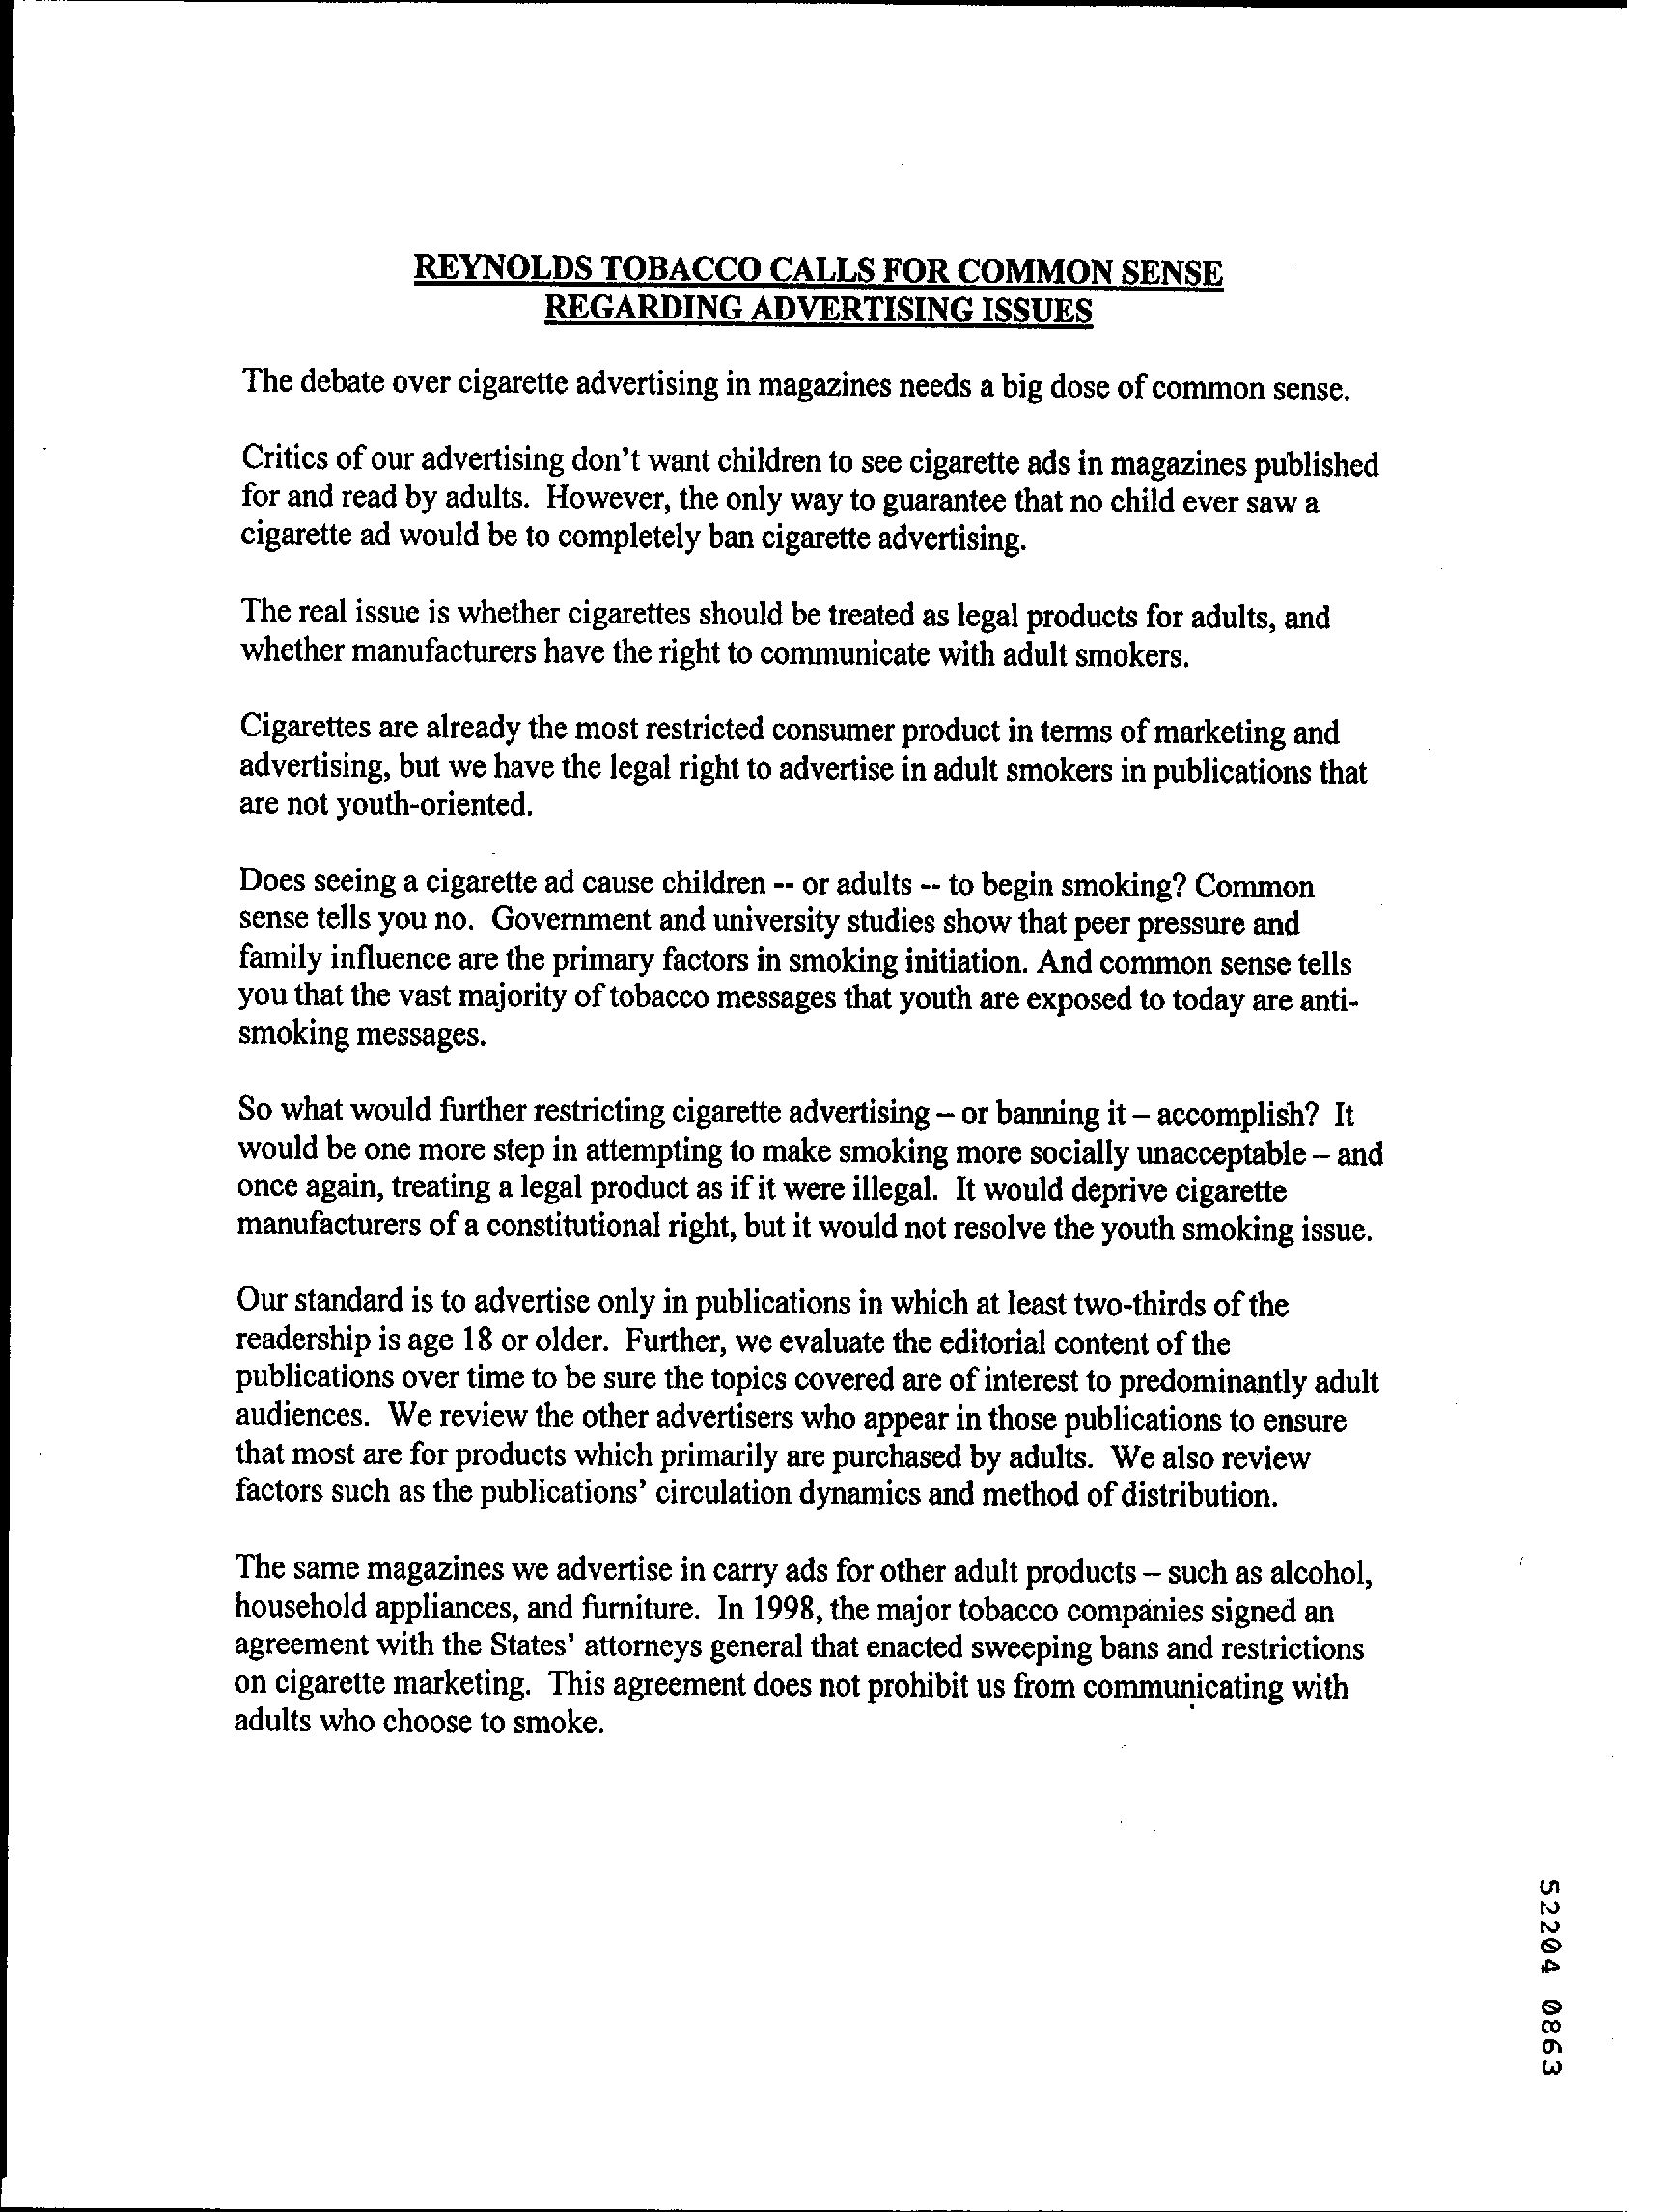 REYNOLDS TOBACCO CALLS FOR COMMON SENSE
REGARDING ADVERTISING ISSUES
The debate over cigarette advertising in magazines needs a big dose of common sense.
Critics of our advertising don't want children to see cigarette ads in magazines published
for and read by adults. However, the only way to guarantee that no child ever saw a
cigarette ad would be to completely ban cigarette advertising.
The real issue is whether cigarettes should be treated as legal products for adults, and
whether manufacturers have the right to communicate with adult smokers.
Cigarettes are already the most restricted consumer product in terms of marketing and
advertising, but we have the legal right to advertise in adult smokers in publications that
are not youth-oriented.
Does seeing a cigarette ad cause children -- or adults -- to begin smoking? Common
sense tells you no. Government and university studies show that peer pressure and
family influence are the primary factors in smoking initiation. And common sense tells
you that the vast majority of tobacco messages that youth are exposed to today are anti-
smoking messages.
So what would further restricting cigarette advertising – or banning it – accomplish? It
would be one more step in attempting to make smoking more socially unacceptable – and
once again, treating a legal product as if it were illegal. It would deprive cigarette
manufacturers of a constitutional right, but it would not resolve the youth smoking issue.
Our standard is to advertise only in publications in which at least two-thirds of the
readership is age 18 or older. Further, we evaluate the editorial content of the
publications over time to be sure the topics covered are of interest to predominantly adult
audiences. We review the other advertisers who appear in those publications to ensure
that most are for products which primarily are purchased by adults. We also review
factors such as the publications' circulation dynamics and method of distribution.
The same magazines we advertise in carry ads for other adult products – such as alcohol,
household appliances, and furniture. In 1998, the major tobacco companies signed an
agreement with the States' attorneys general that enacted sweeping bans and restrictions
on cigarette marketing. This agreement does not prohibit us from communicating with
adults who choose to smoke.
52204 0863